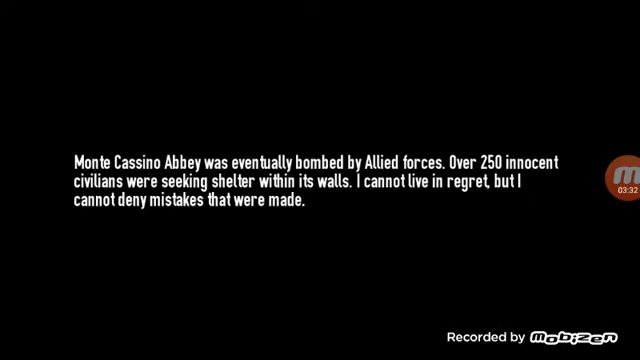 Monte Cassino Abbey was eventually bombed by Allied forces. Over 250 innocent
civilians were seeking shelter within its walls. I cannot live in regret, but I
cannot deny mistakes that were made.
03:32
Recorded by mobizen